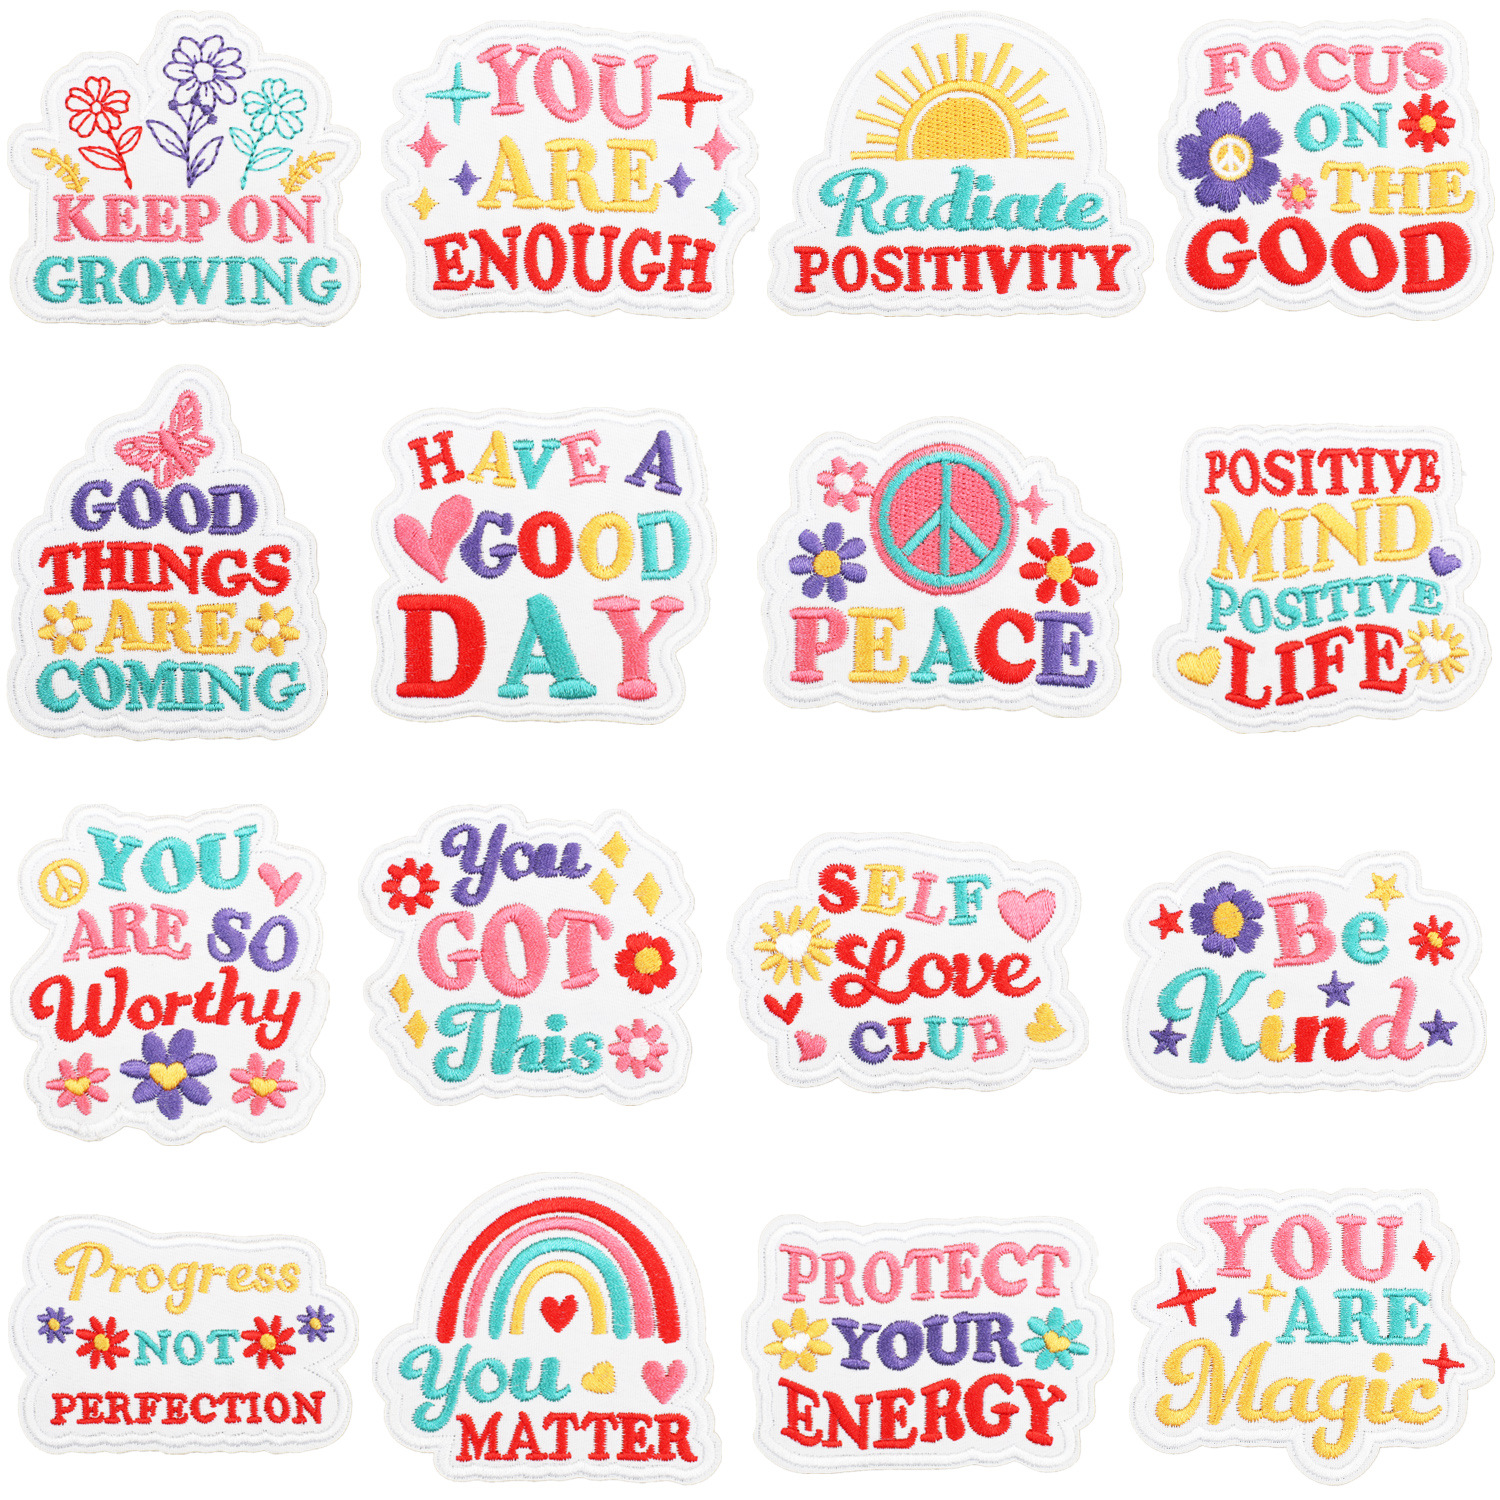 KEEP ON
GROWING
YOU
ARE
ENOUGH
Radiate
POSITIVITY
FOCUS
ON
THE
GOOD
GOOD
THINGS
ARE
COMING
HAVE A
GOOD
DAY
PEACE
POSITIVE
MIND
POSITIVE
LIFE
YOU
ARE SO
Worthy
You
GOT
This
SELF
Love
CLUB
Be
Kind
Progress
NOT
PERFECTION
You
MATTER
PROTECT
YOUR
ENERGY
YOU
ARE
Magic